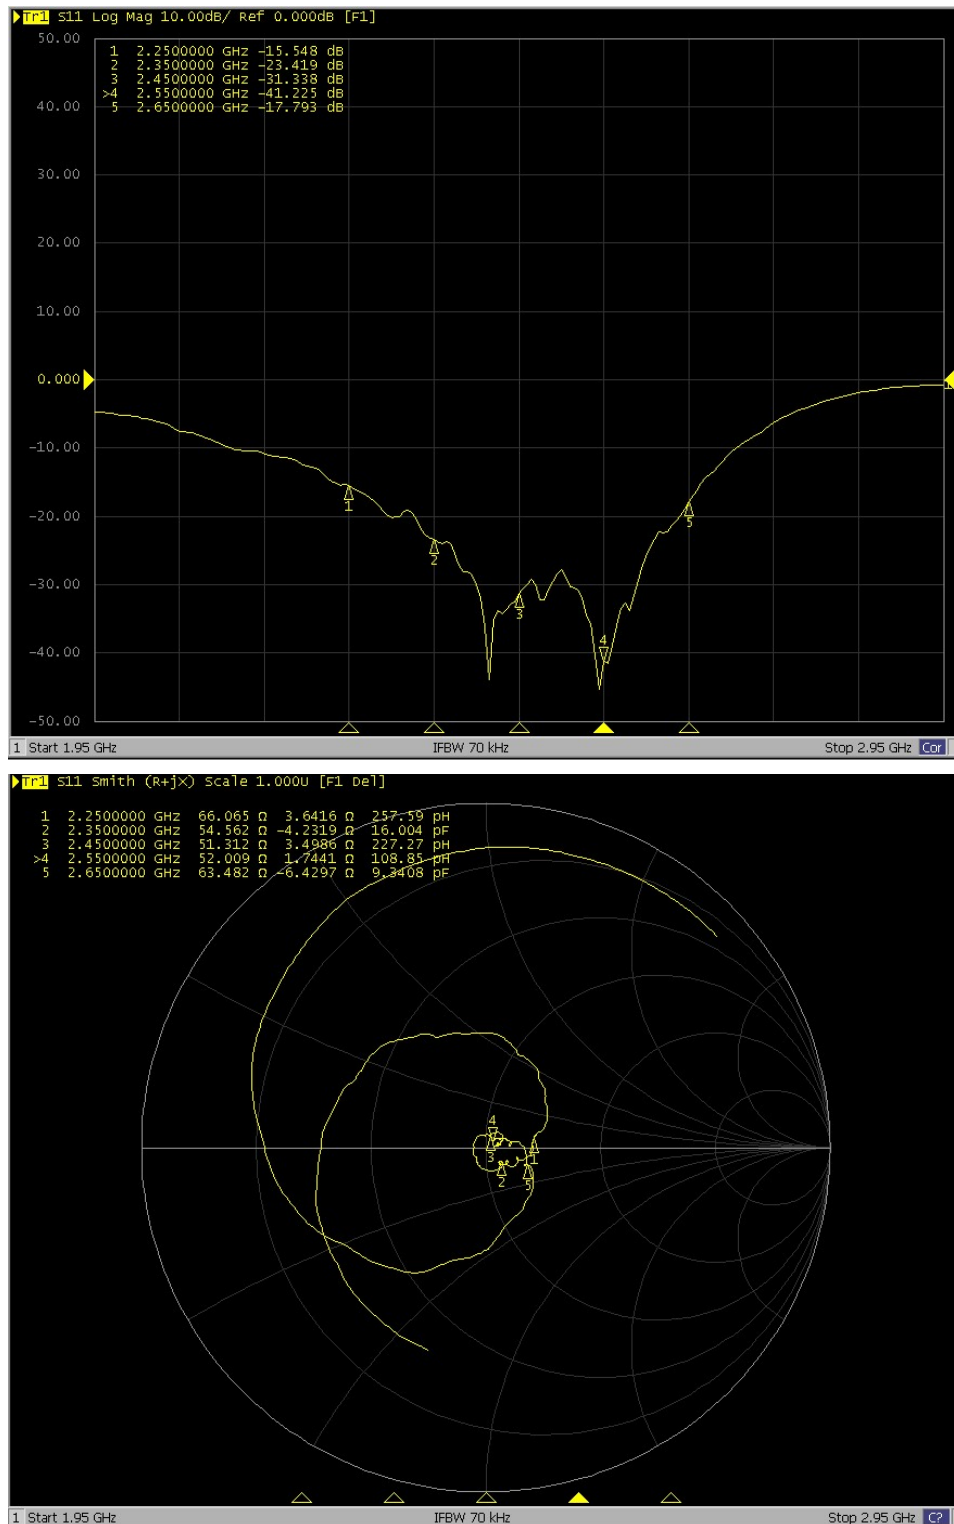 Tr1 S11 Log Mag 10.00dB/ Ref 0.000dB [F1]
50.00
1 2.2500000 GHz -15.548 dB
2 2.3500000 GHz -23.419 dB
3 2.4500000 GHz -31.338 dB
>4 2.5500000 GHz -41.225 dB
5 2.6500000 GHz -17.793 dB
40.00
30.00
20.00
10.00
0.000
-10.00
1
-20.00
5
2
-30.00
3
4
-40.00
-50.00
1 Start 1.95 GHz IFBW 70 kHz Stop 2.95 GHz Cor
Tr1 S11 Smith (R+jX) Scale 1.000U [F1 Del]
1 2.2500000 GHz 66.065 Ω 3.6416 Ω 257.59 pH
2 2.3500000 GHz 54.562 Ω -4.2319 Ω 16.004 pF
3 2.4500000 GHz 51.312 Ω 3.4986 Ω 227.27 pH
>4 2.5500000 GHz 52.009 Ω 1.7441 Ω 108.85 pH
5 2.6500000 GHz 63.482 Ω -6.4297 Ω 9.3408 pF
4
3 1
2 5
1 Start 1.95 GHz IFBW 70 kHz Stop 2.95 GHz C?